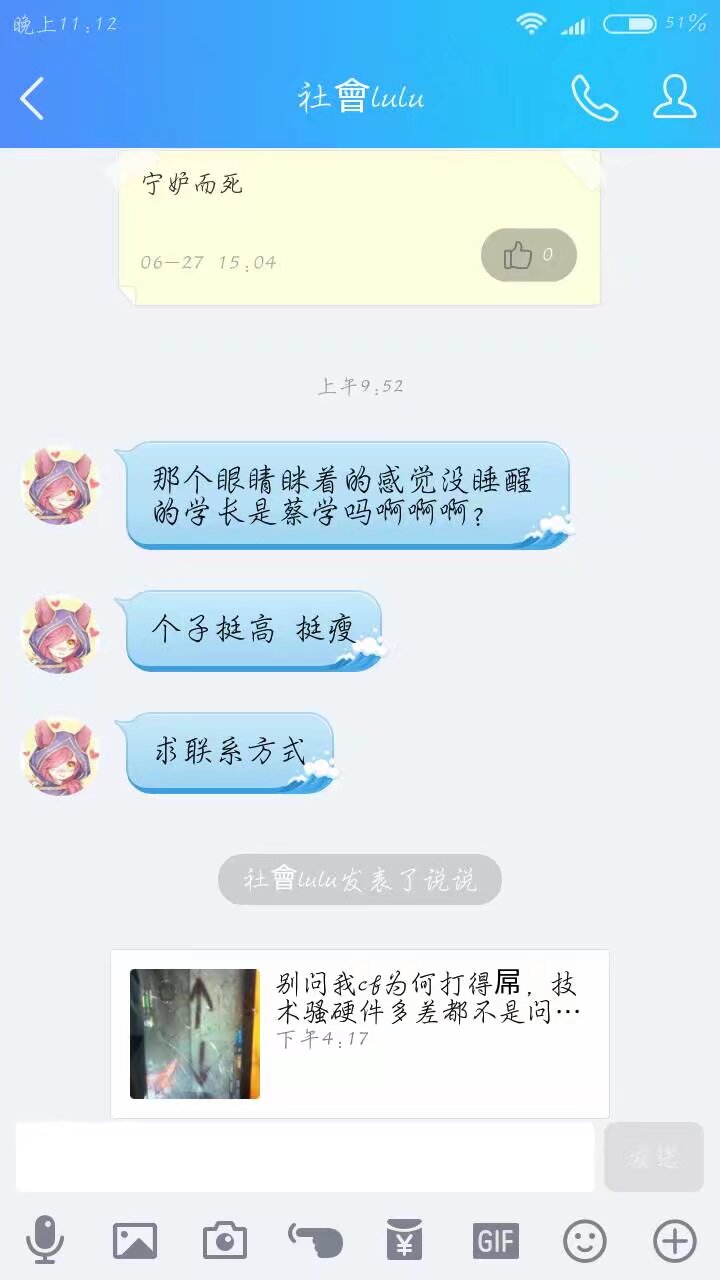 晚上11:12
51%
社會lulu
宁妒而死
06-27 15:04
0
上午9:52
那个眼睛眯着的感觉没睡醒
的学长是蔡学吗啊啊啊?
个子挺高 挺瘦
求联系方式
社會lulu发表了说说
别问我cf为何打得屌，技
术骚硬件多差都不是问…
下午4:17
发送
GIF